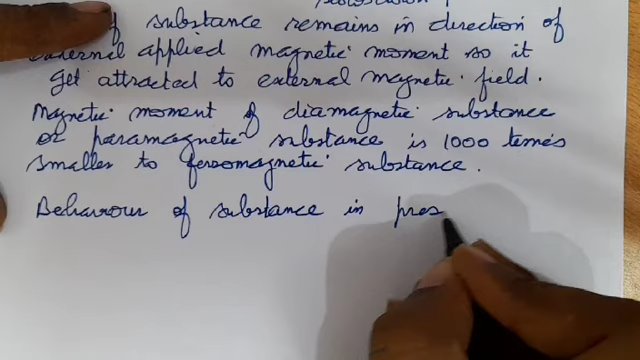 of substance remains in direction of
external applied magnetic moment so it
get attracted to external magnetic field.
Magnetic moment of diamagnetic substance
or paramagnetic substance is 1000 times
smaller to ferromagnetic substance.
Behaviour of substance in pres